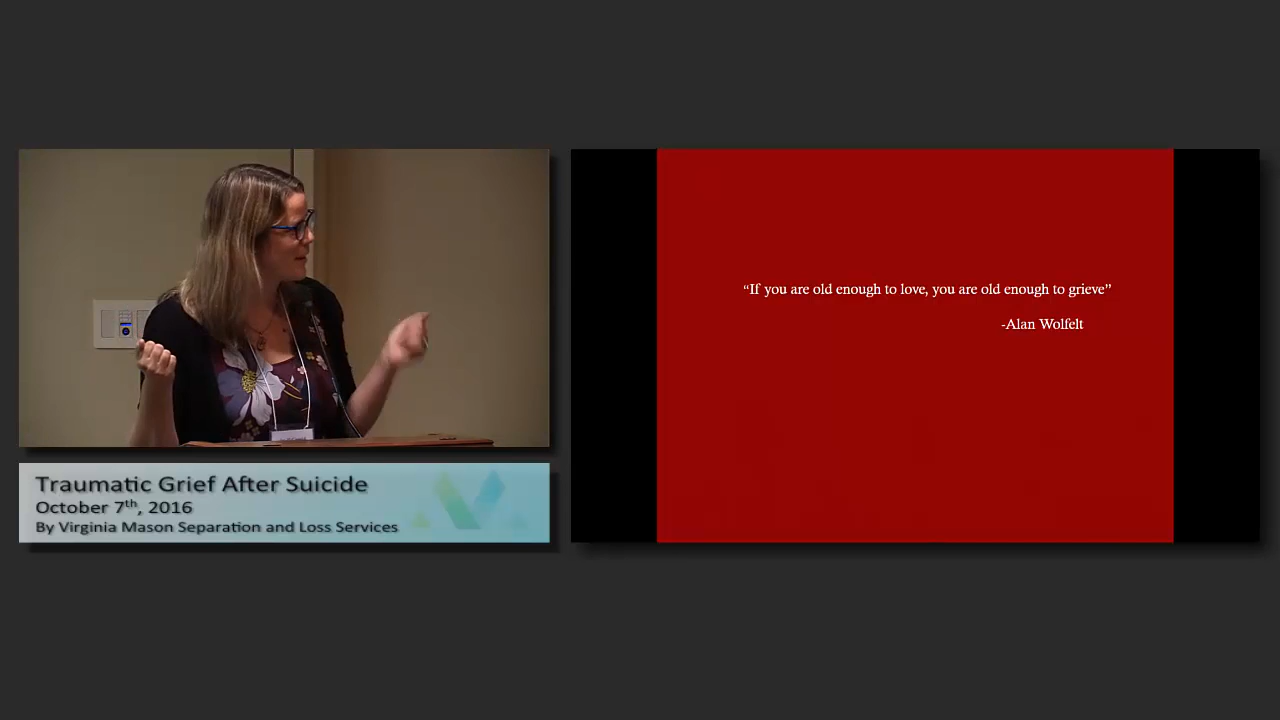 Traumatic Grief After Suicide
October 7th, 2016
By Virginia Mason Separation and Loss Services
“If you are old enough to love, you are old enough to grieve”
-Alan Wolfelt